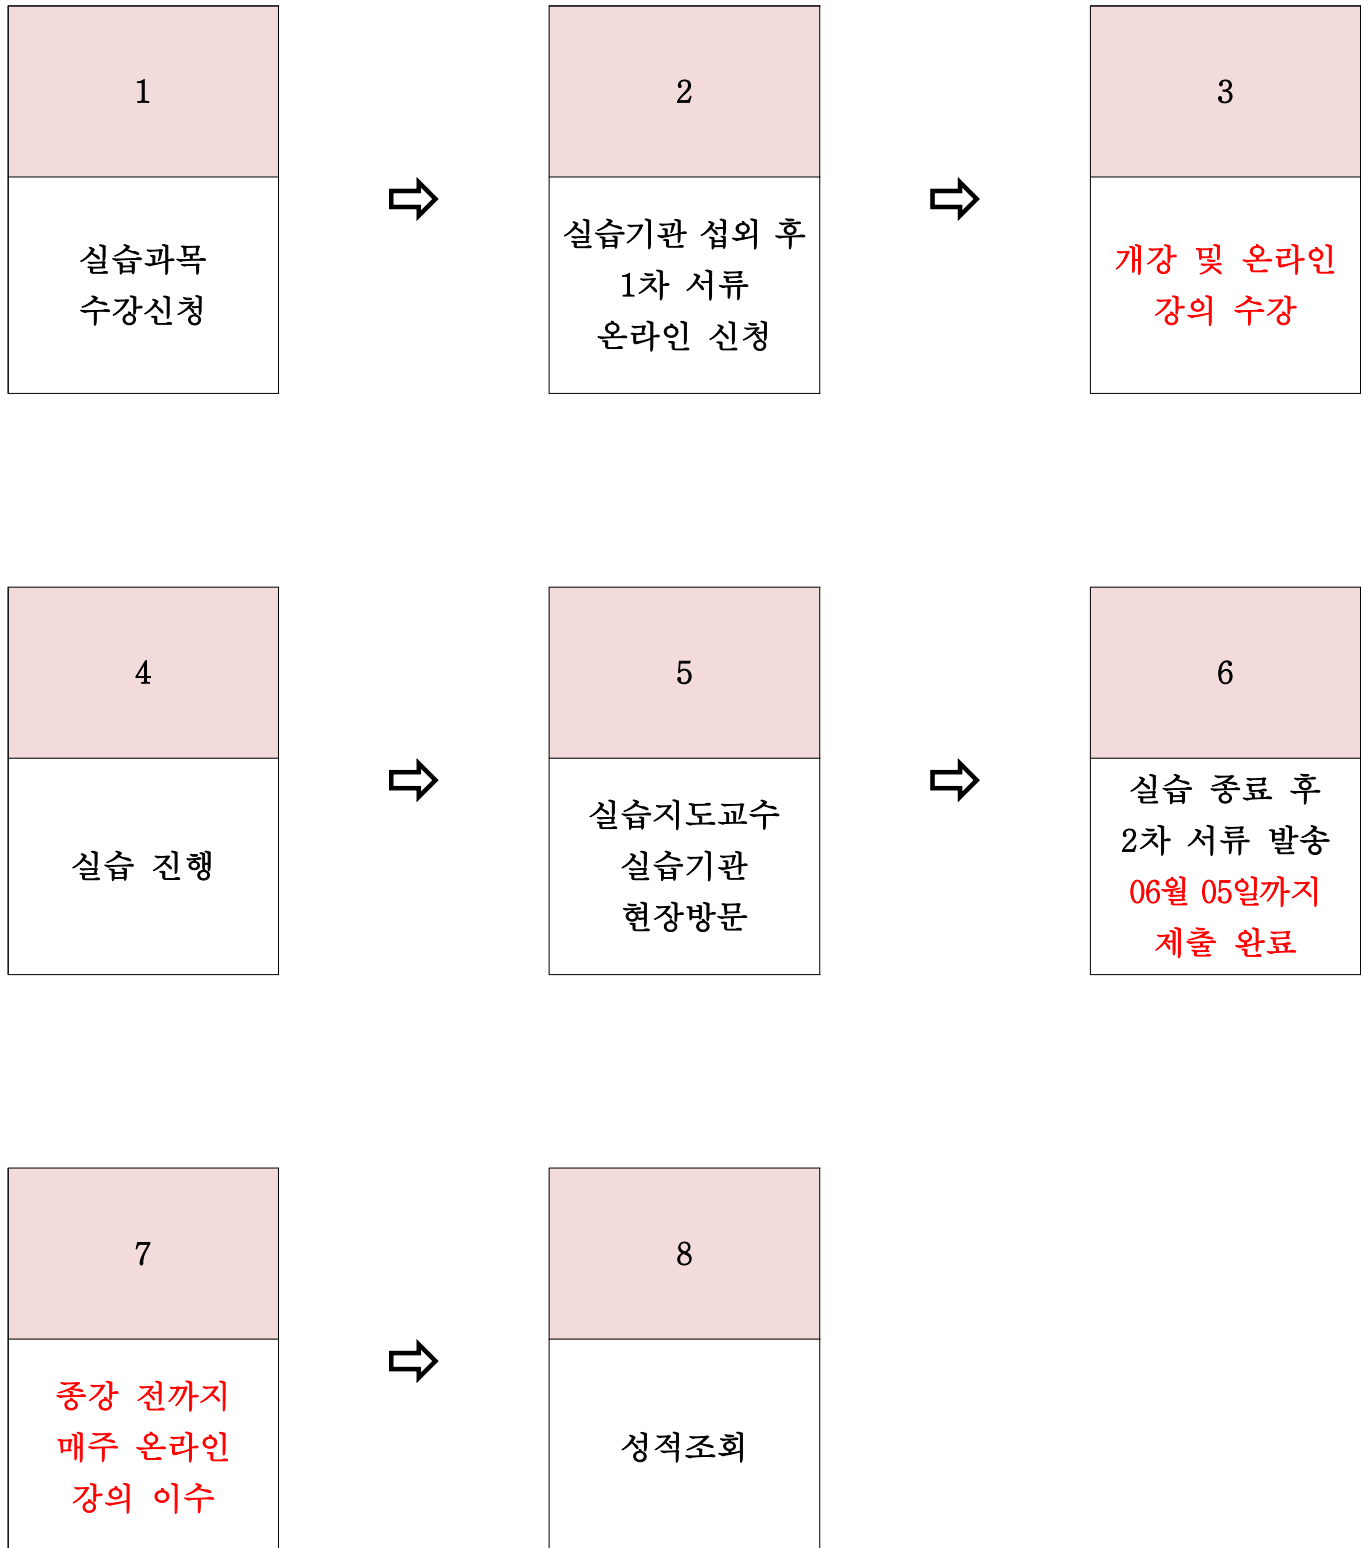 1
실습과목
수강신청
2
실습기관 섭외 후
1차 서류
온라인 신청
3
개강 및 온라인
강의 수강
4
실습 진행
5
실습지도교수
실습기관
현장방문
6
실습 종료 후
2차 서류 발송
06월 05일까지
제출 완료
7
종강 전까지
매주 온라인
강의 이수
8
성적조회